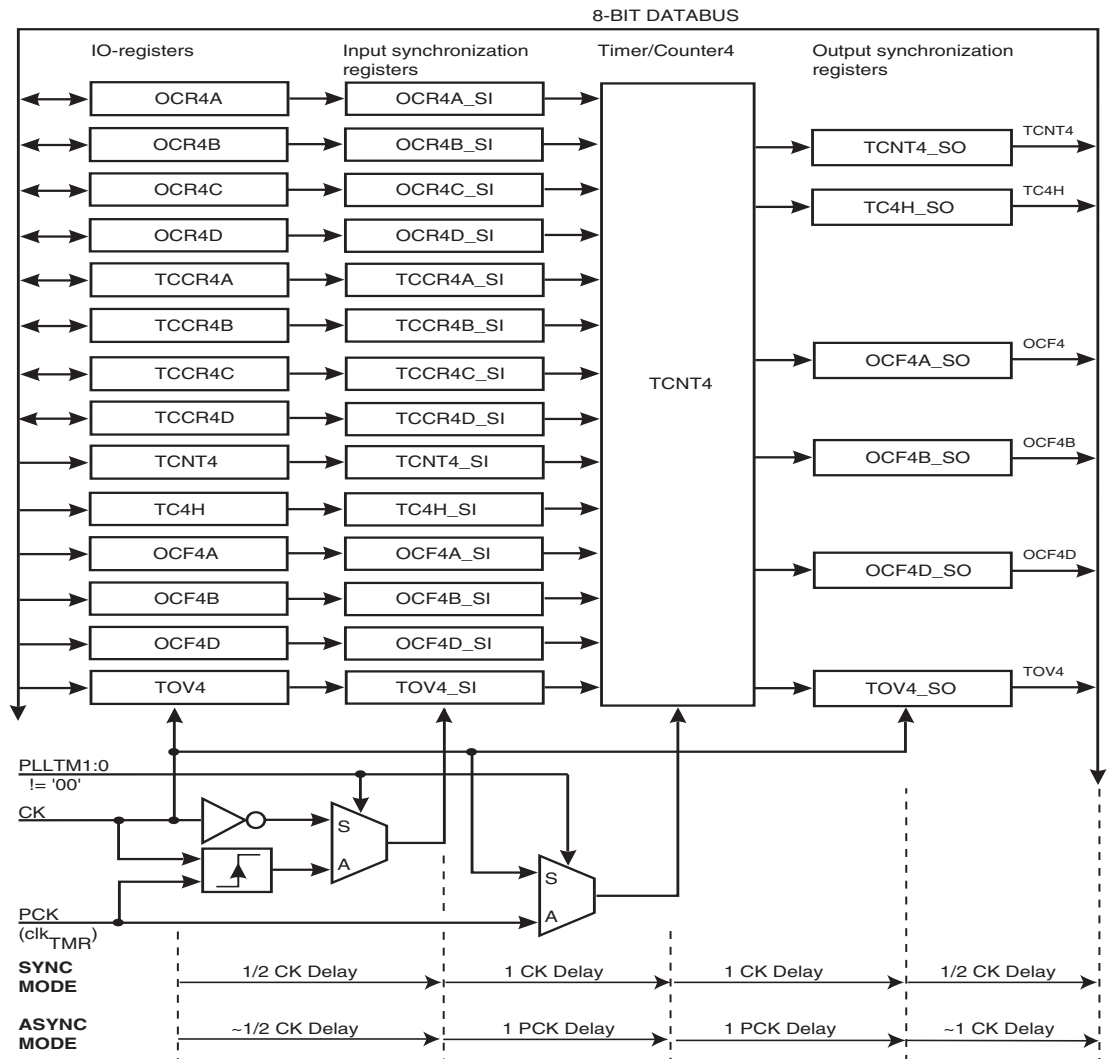 8-BIT DATABUS
IO-registers
Input synchronization
registers
Timer/Counter4
Output synchronization
registers
OCR4A
OCR4A_SI
OCR4B
OCR4B_SI
OCR4C
OCR4C_SI
OCR4D
OCR4D_SI
TCCR4A
TCCR4A_SI
TCCR4B
TCCR4B_SI
TCCR4C
TCCR4C_SI
TCCR4D
TCCR4D_SI
TCNT4
TCNT4_SI
TC4H
TC4H_SI
OCF4A
OCF4A_SI
OCF4B
OCF4B_SI
OCF4D
OCF4D_SI
TOV4
TOV4_SI
TCNT4
TCNT4_SO
TCNT4
TC4H_SO
TC4H
OCF4A_SO
OCF4
OCF4B_SO
OCF4B
OCF4D_SO
OCF4D
TOV4_SO
TOV4
PLLTM1:0
!= '00'
CK
S
A
S
A
PCK
(clkTMR)
SYNC
MODE
1/2 CK Delay
1 CK Delay
1 CK Delay
1/2 CK Delay
ASYNC
MODE
~1/2 CK Delay
1 PCK Delay
1 PCK Delay
~1 CK Delay